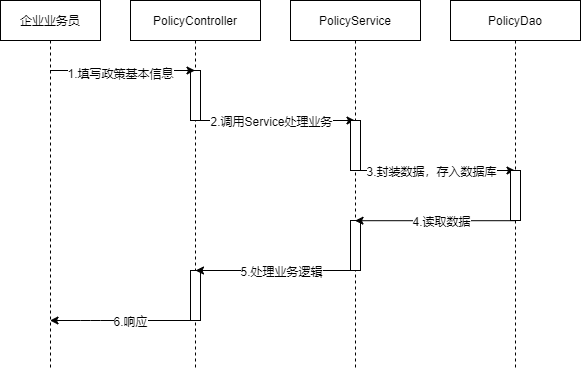 企业业务员
PolicyController
PolicyService
PolicyDao
1.填写政策基本信息
2.调用Service处理业务
3.封装数据，存入数据库
4.读取数据
5.处理业务逻辑
6.响应